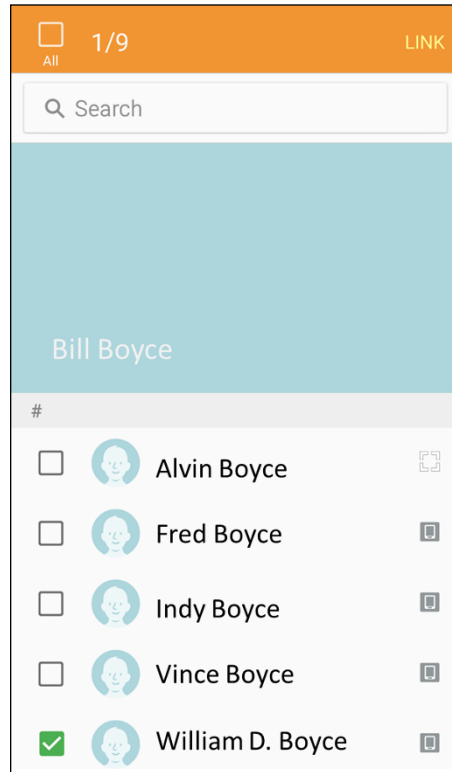 1/9
LINK
All
Search
Bill Boyce
#
Alvin Boyce
Fred Boyce
Indy Boyce
Vince Boyce
William D. Boyce